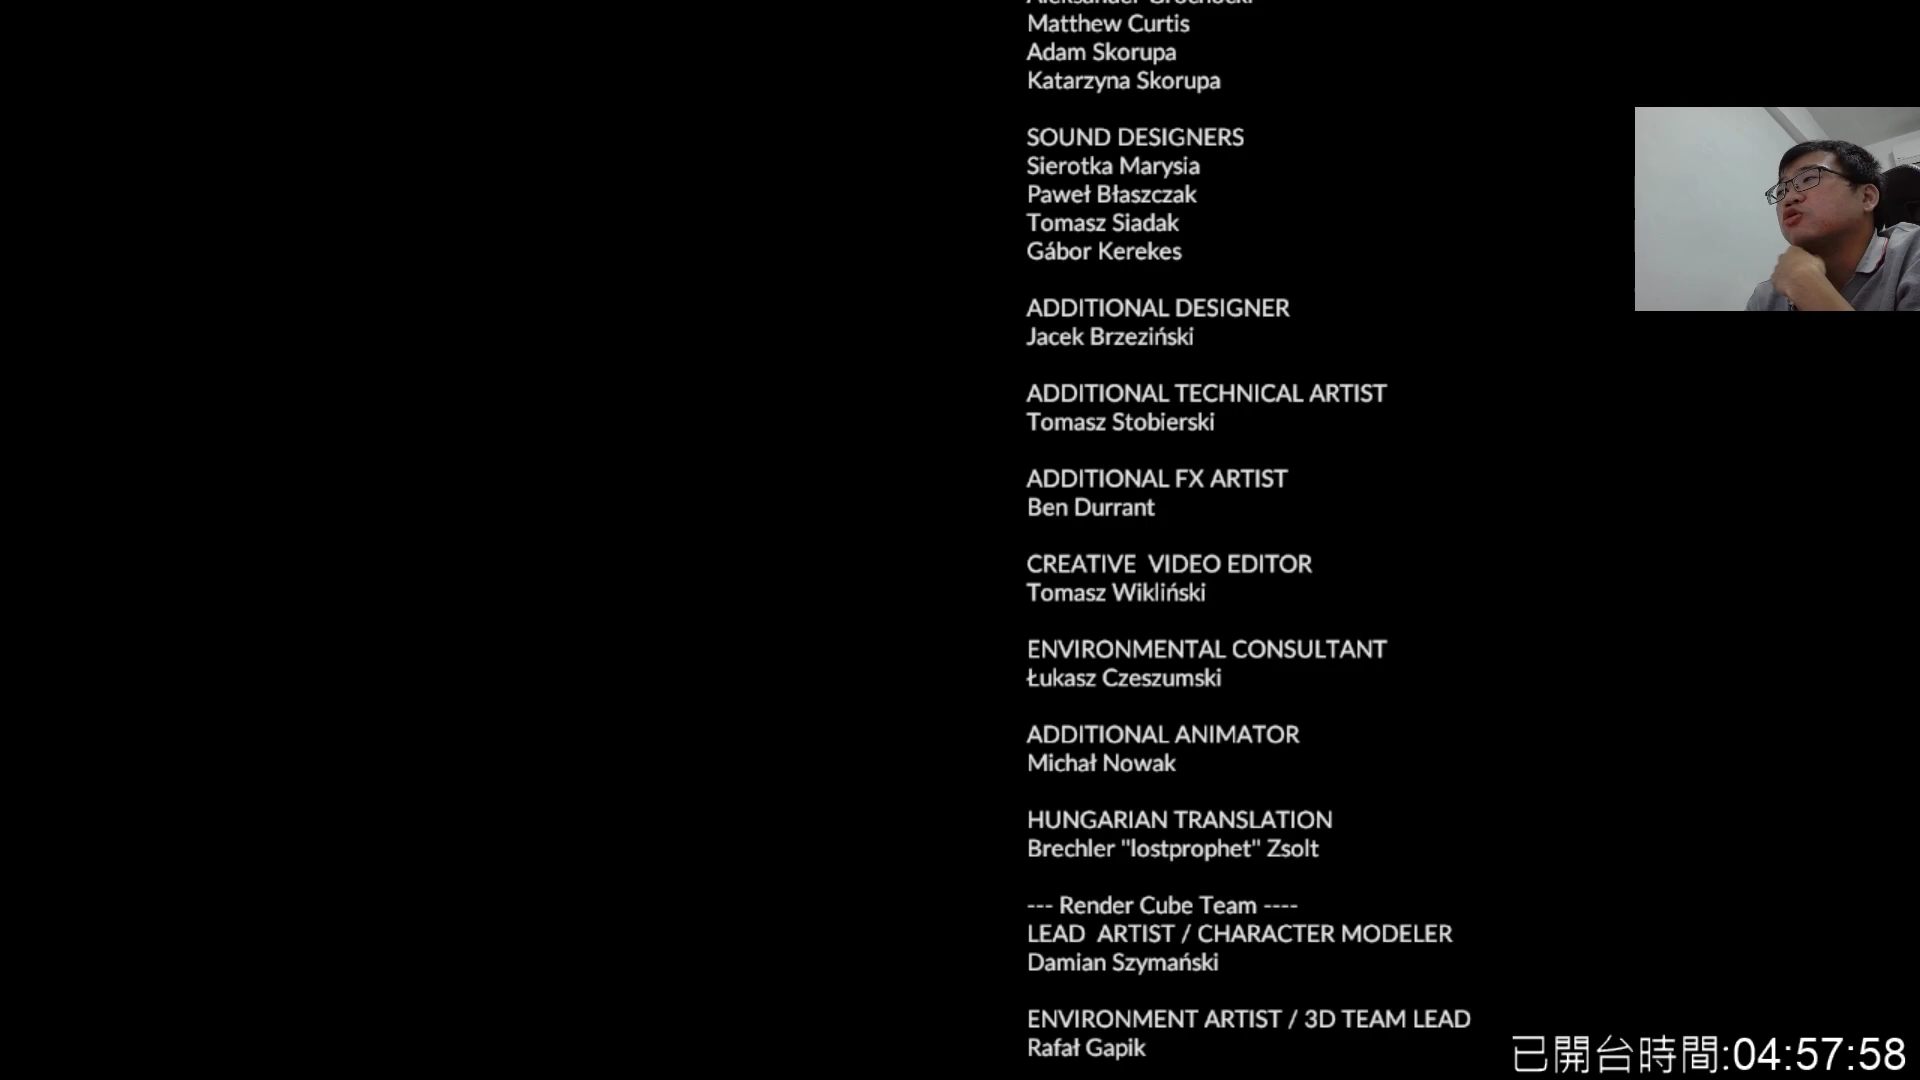 Matthew Curtis
Adam Skorupa
Katarzyna Skorupa
SOUND DESIGNERS
Sierotka Marysia
Paweł Błaszczak
Tomasz Siadak
Gábor Kerekes
ADDITIONAL DESIGNER
Jacek Brzeziński
ADDITIONAL TECHNICAL ARTIST
Tomasz Stobierski
ADDITIONAL FX ARTIST
Ben Durrant
CREATIVE  VIDEO EDITOR
Tomasz Wikliński
ENVIRONMENTAL CONSULTANT
Łukasz Czeszumski
ADDITIONAL ANIMATOR
Michał Nowak
HUNGARIAN TRANSLATION
Brechler "lostprophet" Zsolt
--- Render Cube Team ----
LEAD  ARTIST / CHARACTER MODELER
Damian Szymański
ENVIRONMENT ARTIST / 3D TEAM LEAD
Rafał Gapik
已開台時間:04:57:58